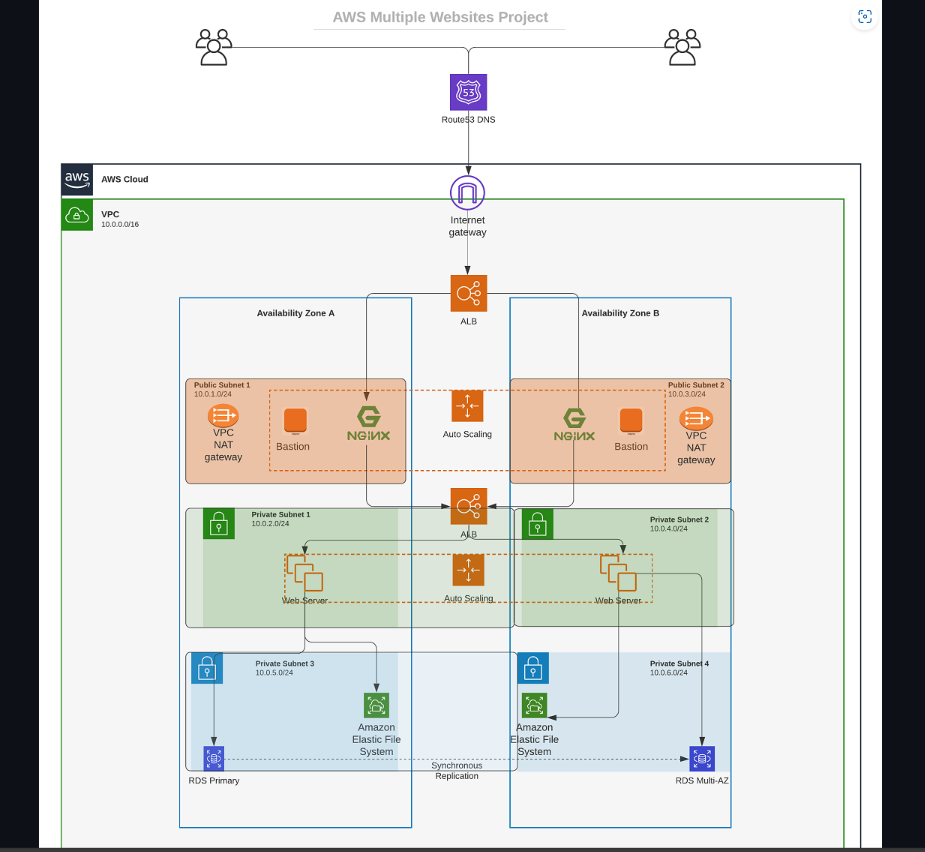 AWS Multiple Websites Project
53
Route53 DNS
aws
AWS Cloud
VPC
10.0.0.0/16
Internet
gateway
ALB
Availability Zone A
Availability Zone B
Public Subnet 1
10.0.1.0/24
Public Subnet 2
10.0.3.0/24
VPC
NAT
gateway
Bastion
NGINX
Auto Scaling
NGINX
Bastion
VPC
NAT
gateway
ALB
Private Subnet 1
10.0.2.0/24
Private Subnet 2
10.0.4.0/24
Web Server
Auto Scaling
Web Server
Private Subnet 3
10.0.5.0/24
Private Subnet 4
10.0.6.0/24
Amazon
Elastic File
System
Amazon
Elastic File
System
Synchronous
Replication
RDS Primary
RDS Multi-AZ